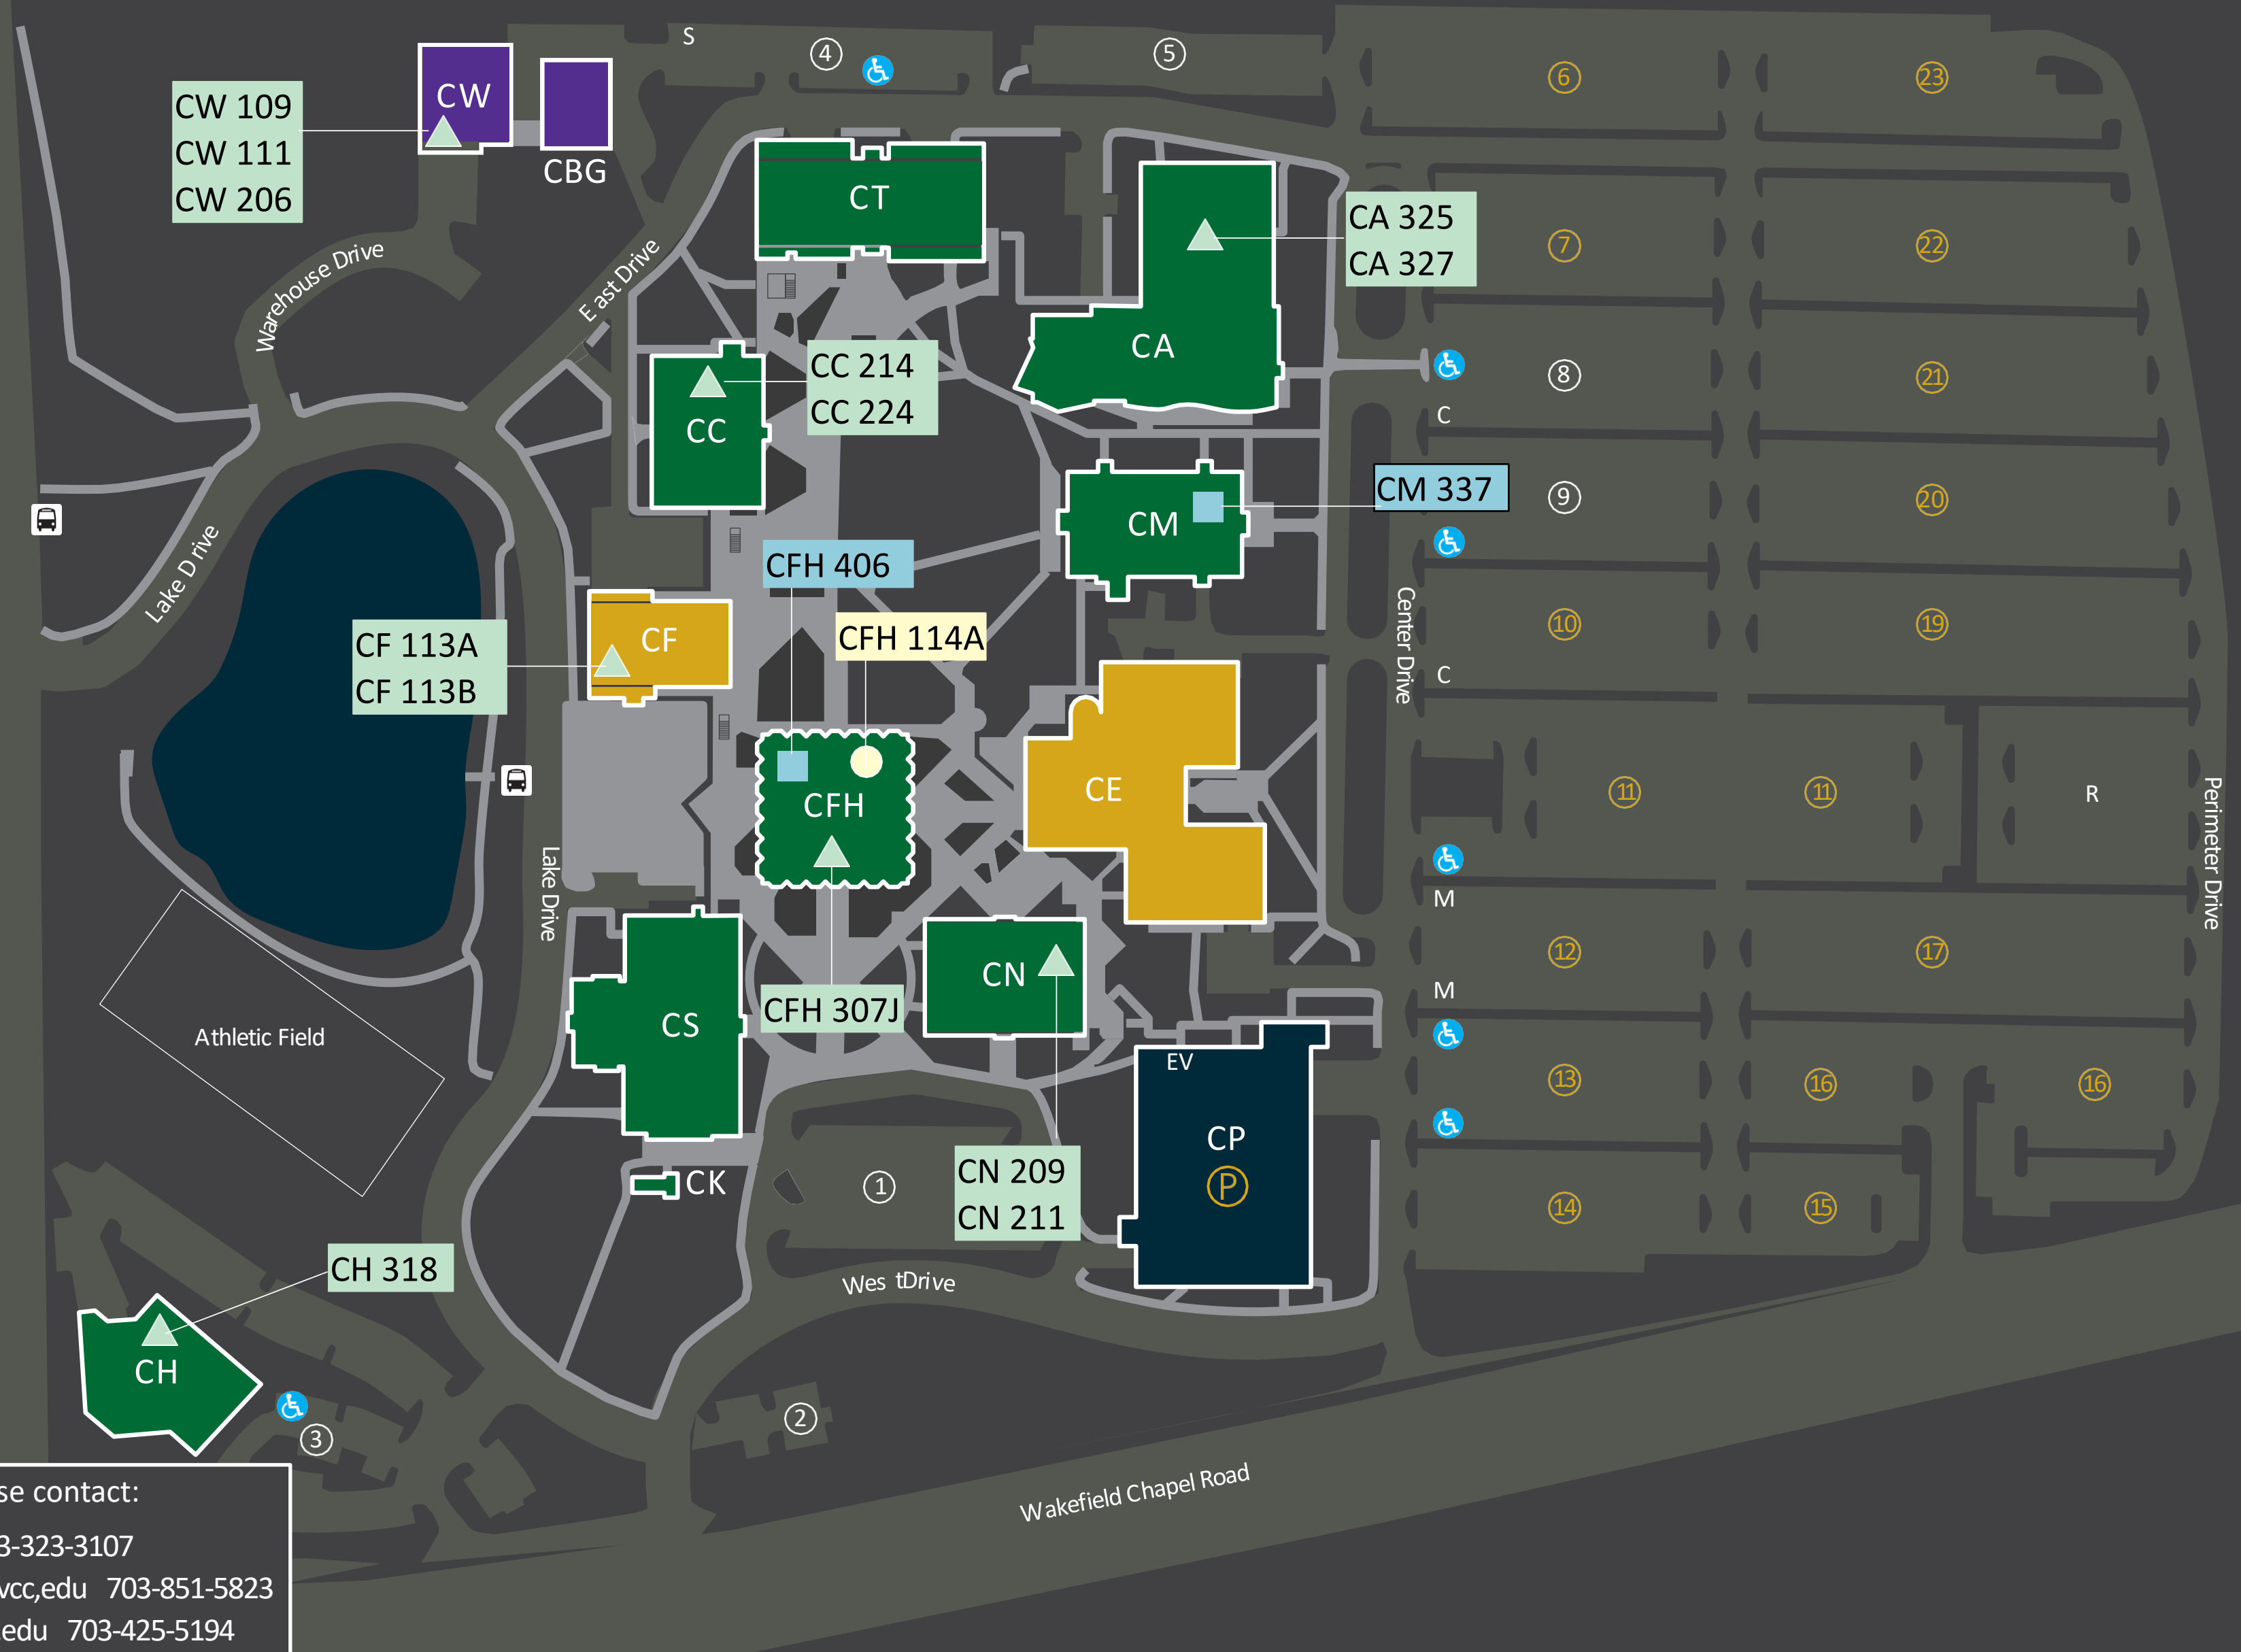 S
4
5
6
23
CW
CBG
CW 109
CW 111
CW 206
CT
CA 325
CA 327
7
22
Warehouse Drive
East Drive
CA
CC 214
CC 224
CC
8
21
C
CM 337
9
20
CM
Lake Drive
CFH 406
CFH 114A
CF 113A
CF 113B
CF
Center Drive
10
19
C
CE
CFH
11
11
R
Perimeter Drive
Lake Drive
M
12
17
M
CN
CFH 307J
CS
Athletic Field
EV
13
16
16
CP
P
CK
1
CN 209
CN 211
14
15
CH 318
Wes tDrive
CH
2
3
Wakefield Chapel Road
se contact:
3-323-3107
vcc,edu 703-851-5823
.edu 703-425-5194